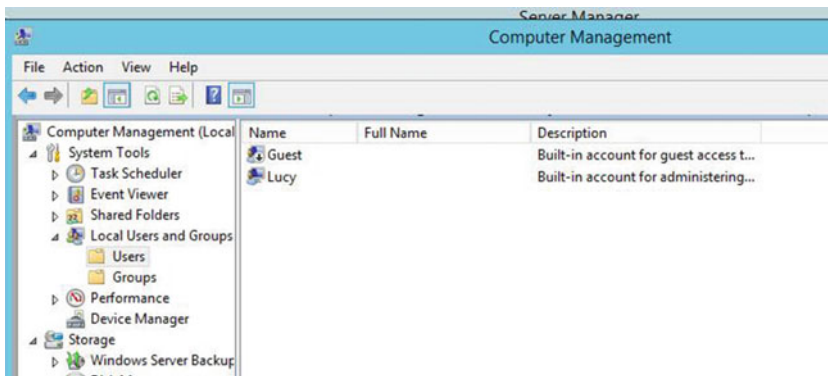 Server Manager
Computer Management
File Action View Help
Computer Management (Local
System Tools
Task Scheduler
Event Viewer
Shared Folders
Local Users and Groups
Users
Groups
Performance
Device Manager
Storage
Windows Server Backup
Name Full Name Description
Guest Built-in account for guest access t...
Lucy Built-in account for administering...